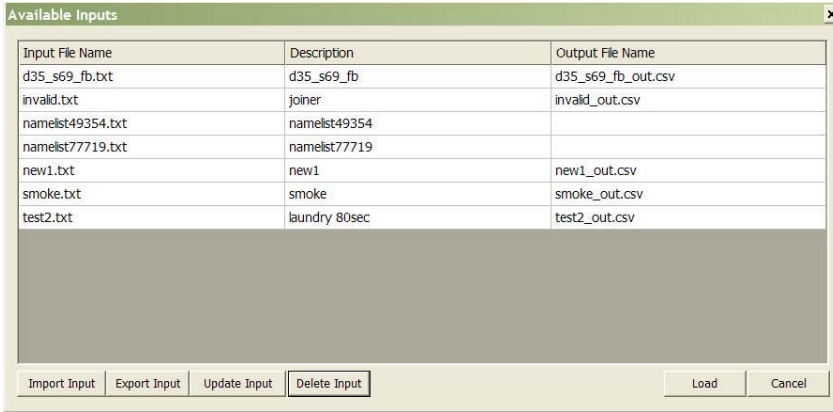 Available Inputs
Input File Name Description Output File Name
d35_s69_fb.txt d35_s69_fb d35_s69_fb_out.csv
invalid.txt joiner invalid_out.csv
namelist49354.txt namelist49354
namelist77719.txt namelist77719
new1.txt new1 new1_out.csv
smoke.txt smoke smoke_out.csv
test2.txt laundry 80sec test2_out.csv
Import Input Export Input Update Input Delete Input Load Cancel